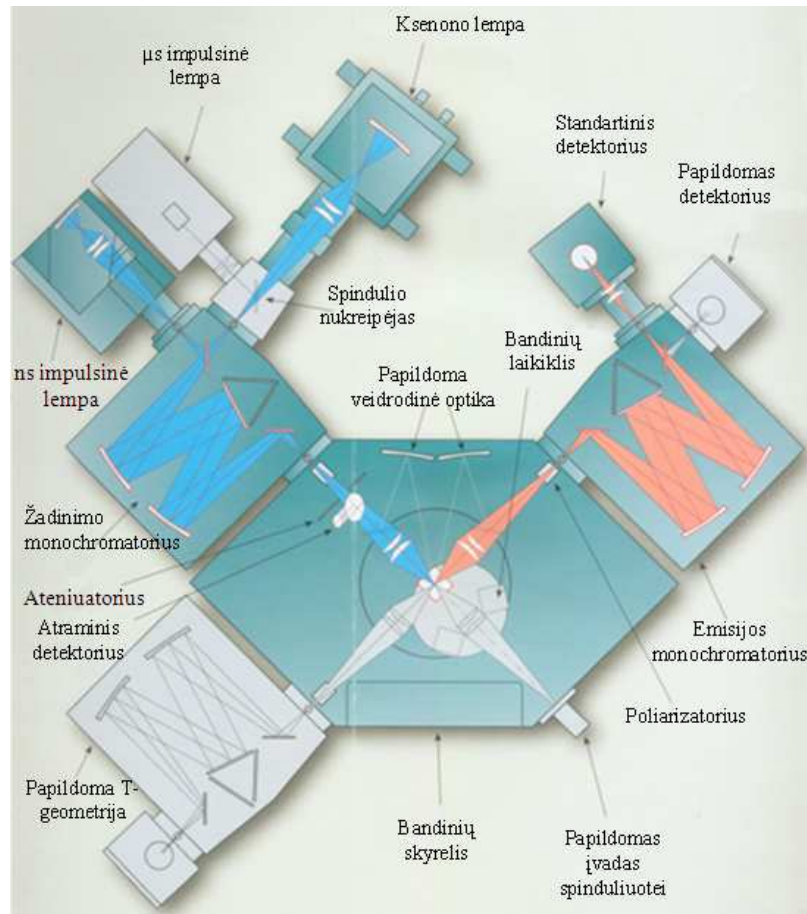 Ksenono lempa
µs impulsinė
lempa
Standartinis
detektorius
Papildomas
detektorius
Spindulio
nukreipėjas
Bandinių
laikiklis
ns impulsinė
lempa
Papildoma
veidrodinė optika
Žadinimo
monochromatorius
Ateniuatorius
Atraminis
detektorius
Emisijos
monochromatorius
Poliarizatorius
Papildoma T-
geometrija
Bandinių
skyrelis
Papildomas
įvadas
spinduliuotei